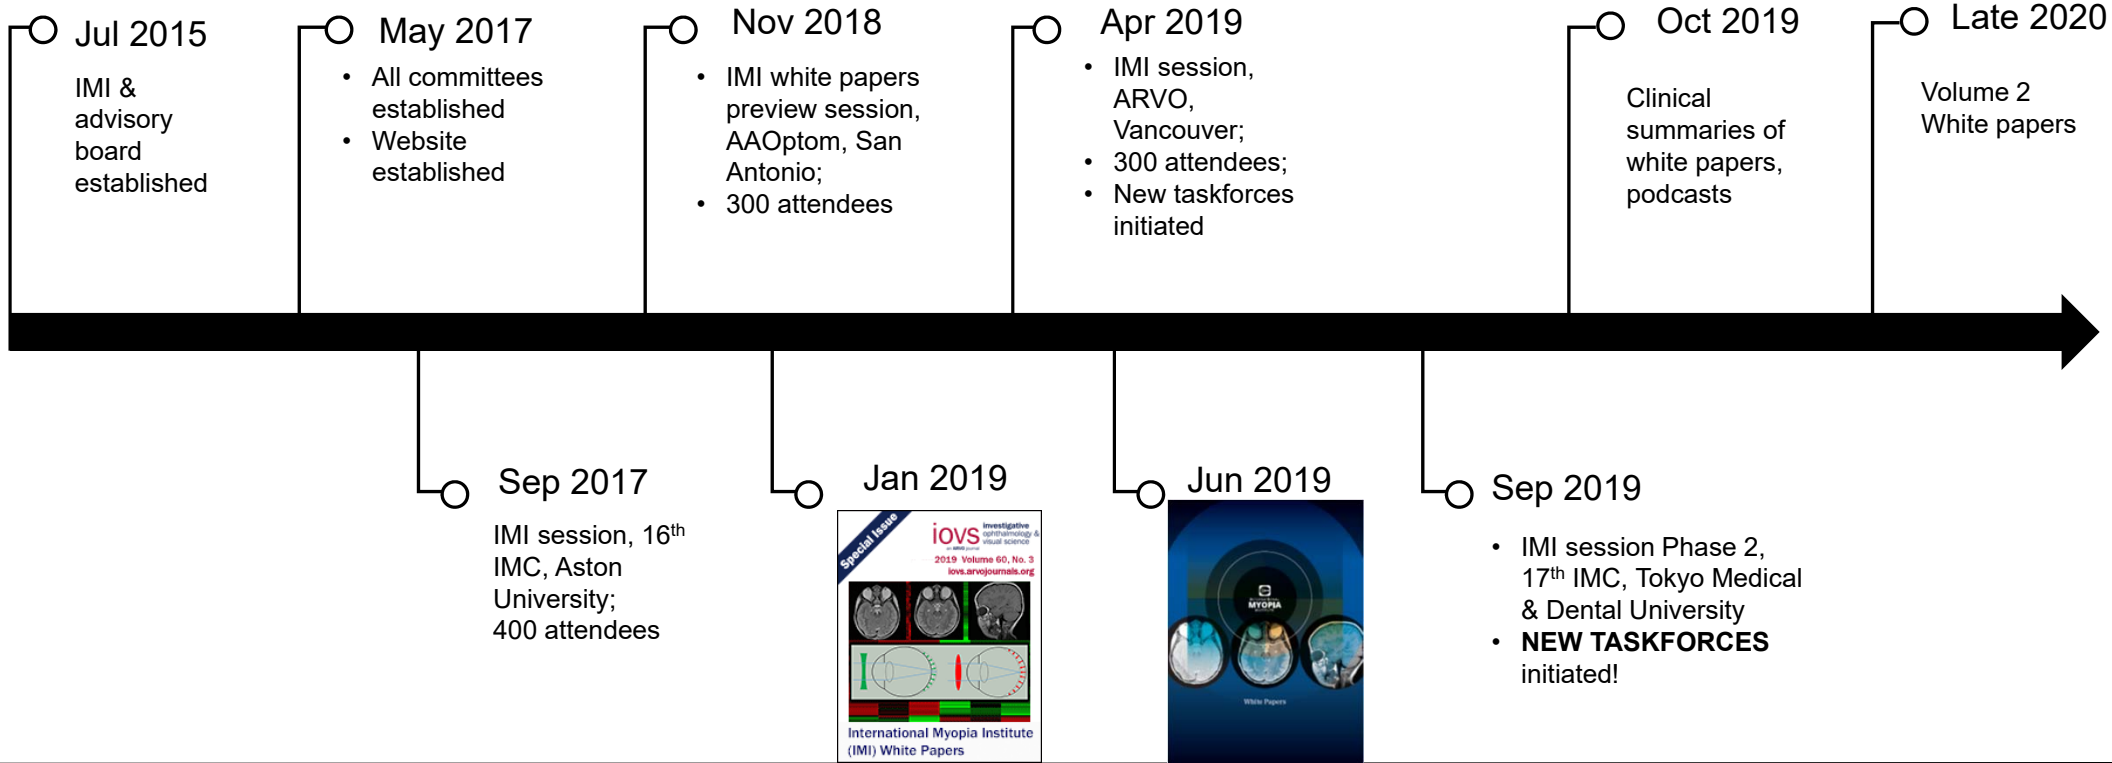 Jul 2015
IMI &
advisory
board
established
May 2017
• All committees
established
• Website
established
Nov 2018
• IMI white papers
preview session,
AAOptom, San
Antonio;
• 300 attendees
Apr 2019
• IMI session,
ARVO,
Vancouver;
• 300 attendees;
• New taskforces
initiated
Oct 2019
Clinical
summaries of
white papers,
podcasts
Late 2020
Volume 2
White papers
Sep 2017
IMI session, 16th
IMC, Aston
University;
400 attendees
Jan 2019
Special Issue
iovs
investigative
ophthalmology &
visual science
an ARVO journal
2019 Volume 60, No. 3
iovs.arvojournals.org
International Myopia Institute
(IMI) White Papers
Jun 2019
MYOPIA
White Papers
Sep 2019
• IMI session Phase 2,
17th IMC, Tokyo Medical
& Dental University
• NEW TASKFORCES
initiated!